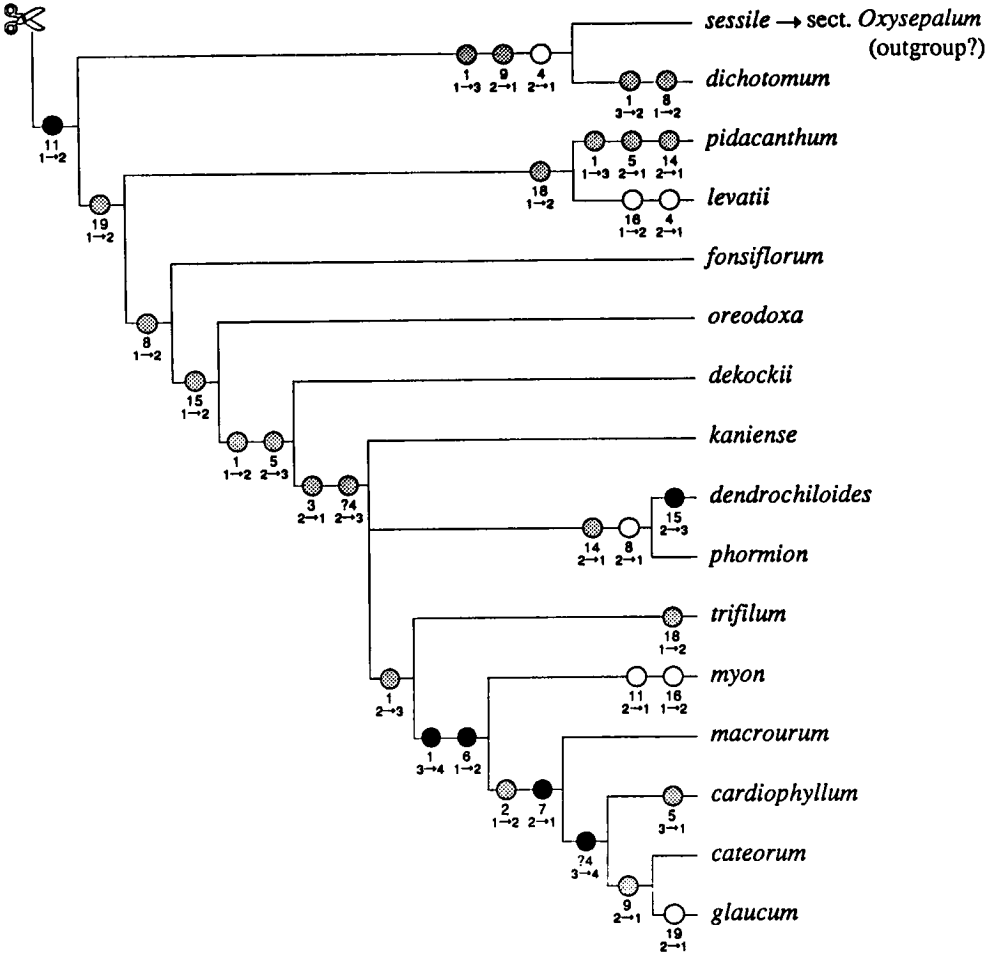 sessile → sect. Oxysepalum
(outgroup?)
1 9 4
1→3 2→1 2→1
dichotomum
1 8
3→2 1→2
11
1→2
pidacanthum
1 5 14
1→3 2→1 2→1
18
1→2
levatii
16 4
1→2 2→1
19
1→2
fonsiflorum
oreodoxa
8
1→2
dekockii
15
1→2
kaniense
1 5
1→2 2→3
3 ?4
2→1 2→3
dendrochiloides
15
2→3
14 8
2→1 2→1
phormion
trifilum
18
1→2
myon
11 16
2→1 1→2
1
2→3
macrourum
1 6
3→4 1→2
cardiophyllum
5
3→1
2 7
1→2 2→1
cateorum
?4
3→4
glaucum
9
2→1
19
2→1